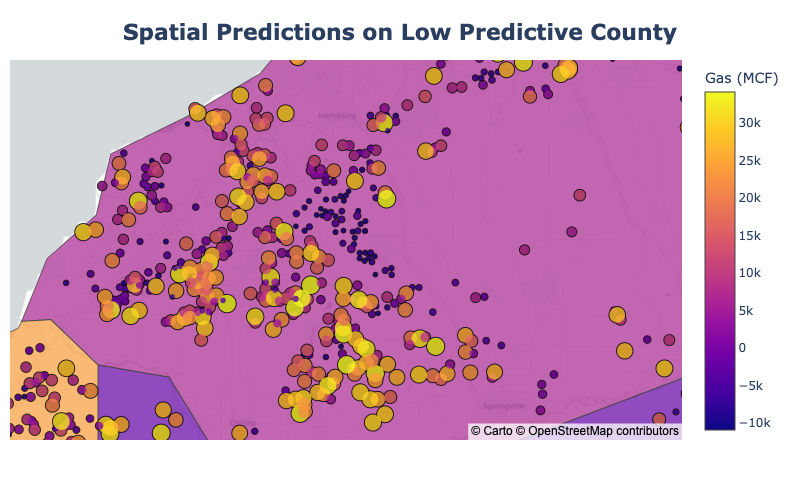 Spatial Predictions on Low Predictive County
Gas (MCF)
Hamburg
30k
25k
20k
15k
10k
5k
0
−5k
−10k
Springville
Collins
© Carto © OpenStreetMap contributors